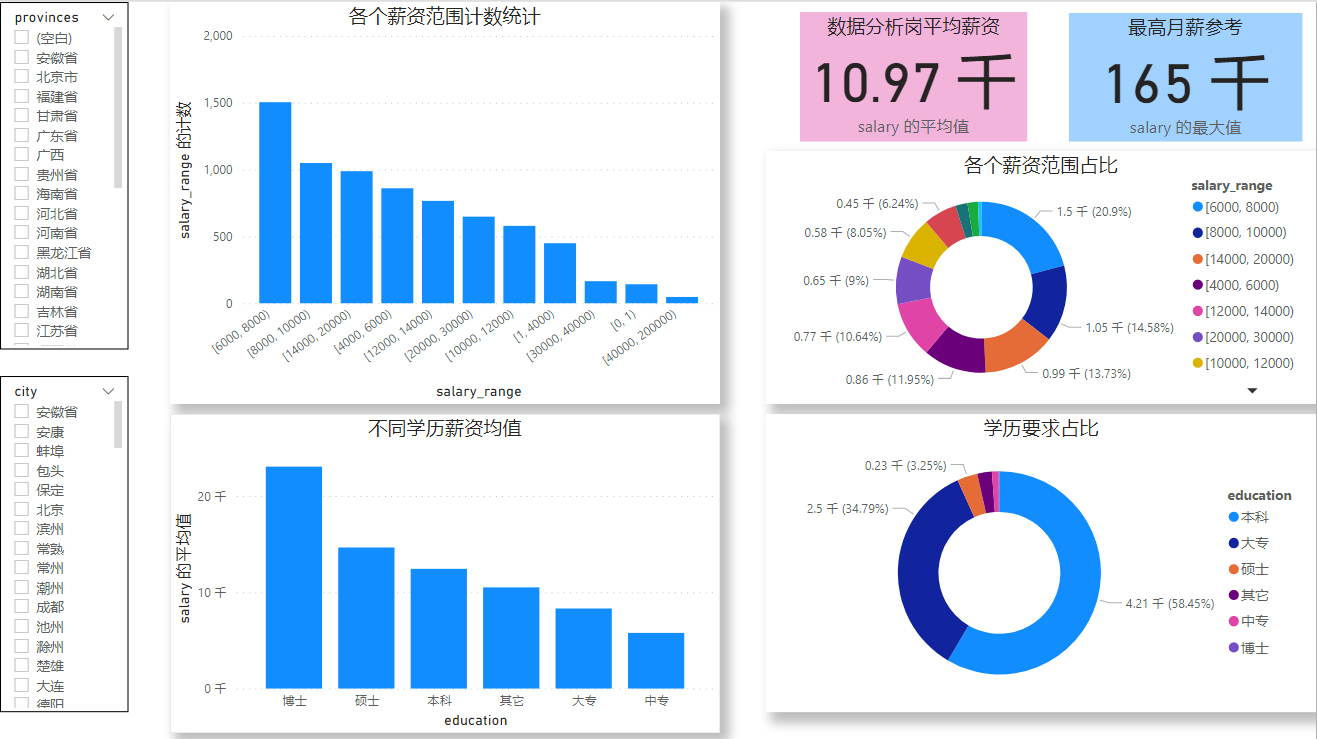 provinces
(空白)
安徽省
北京市
福建省
甘肃省
广东省
广西
贵州省
海南省
河北省
河南省
黑龙江省
湖北省
湖南省
吉林省
江苏省
city
安徽省
安康
蚌埠
包头
保定
北京
滨州
常熟
常州
潮州
成都
池州
滁州
楚雄
大连
德阳
各个薪资范围计数统计
salary_range 的计数
2,000
1,500
1,000
500
0
[6000, 8000)
[8000, 10000)
[14000, 20000)
[4000, 6000)
[12000, 14000)
[20000, 30000)
[10000, 12000)
[1, 4000)
[30000, 40000)
[0, 1)
[40000, 200000)
salary_range
不同学历薪资均值
salary 的平均值
20 千
10 千
0 千
博士
硕士
本科
其它
大专
中专
education
数据分析岗平均薪资
10.97 千
salary 的平均值
最高月薪参考
165 千
salary 的最大值
各个薪资范围占比
0.45 千 (6.24%)
0.58 千 (8.05%)
0.65 千 (9%)
0.77 千 (10.64%)
0.86 千 (11.95%)
1.5 千 (20.9%)
1.05 千 (14.58%)
0.99 千 (13.73%)
salary_range
[6000, 8000)
[8000, 10000)
[14000, 20000)
[4000, 6000)
[12000, 14000)
[20000, 30000)
[10000, 12000)
学历要求占比
0.23 千 (3.25%)
2.5 千 (34.79%)
4.21 千 (58.45%)
education
本科
大专
硕士
其它
中专
博士